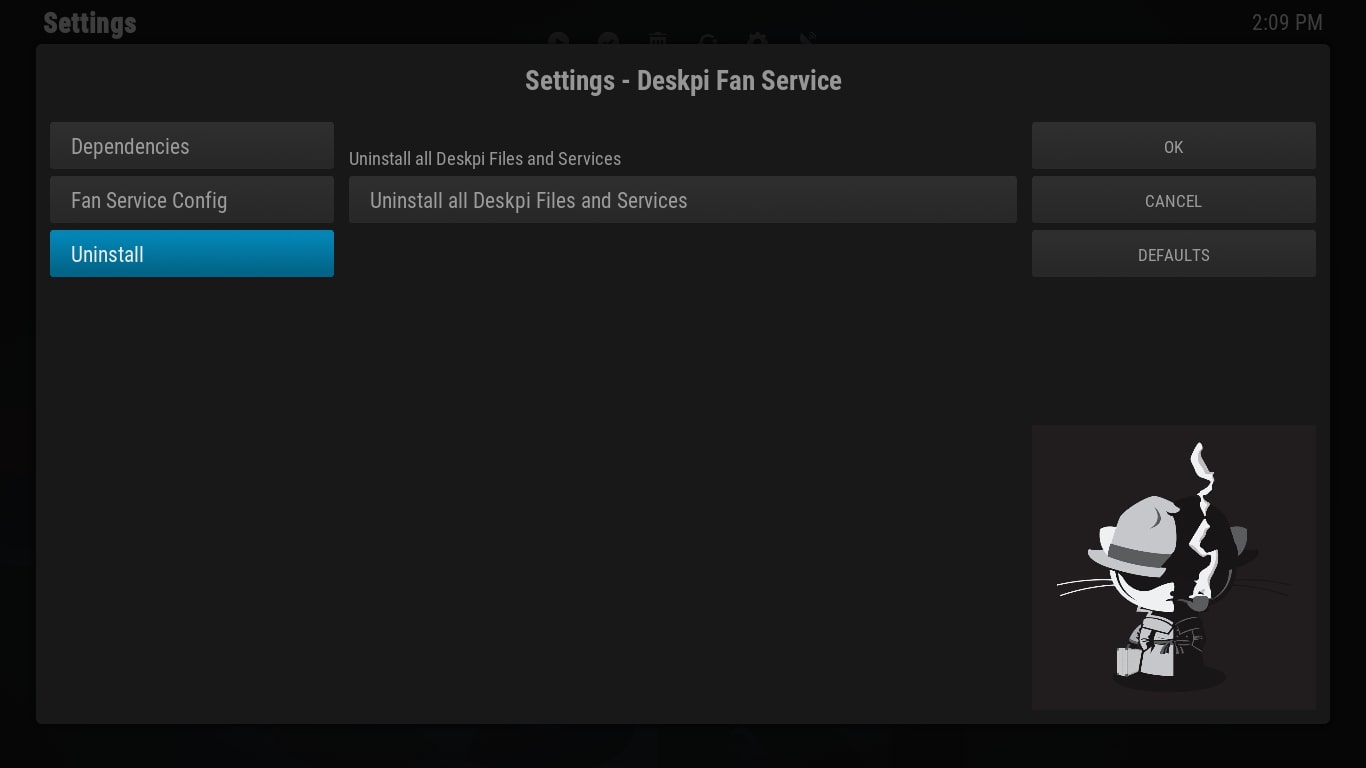 Settings
2:09 PM
Settings - Deskpi Fan Service
Dependencies
Fan Service Config
Uninstall
Uninstall all Deskpi Files and Services
Uninstall all Deskpi Files and Services
OK
CANCEL
DEFAULTS